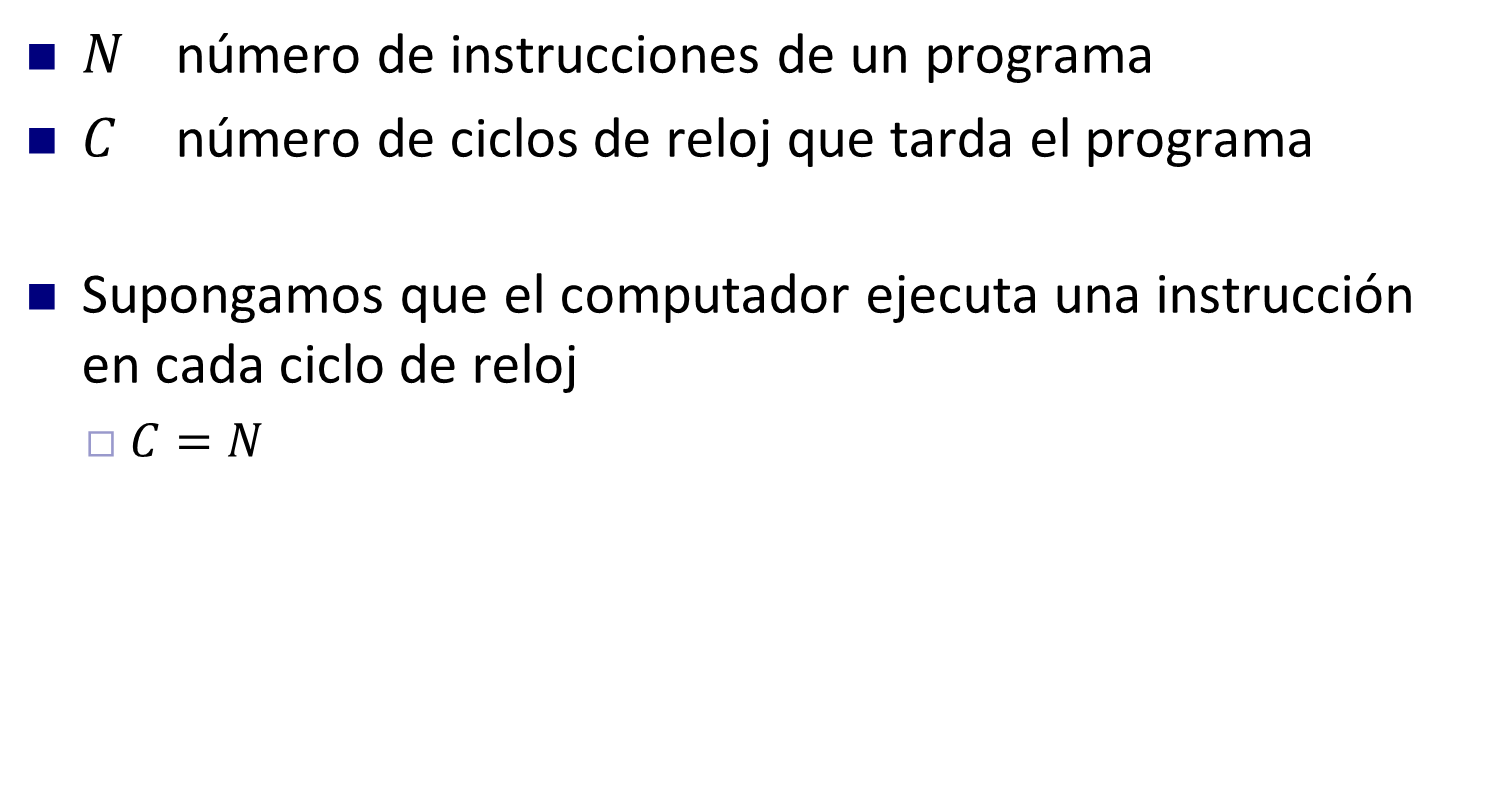 N número de instrucciones de un programa
C número de ciclos de reloj que tarda el programa
Supongamos que el computador ejecuta una instrucción
en cada ciclo de reloj
C = N